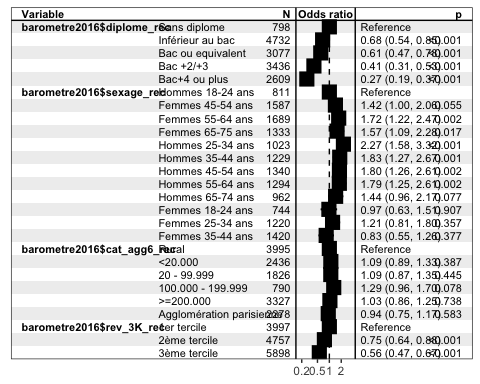 Variable N Odds ratio p
barometre2016$diplome_rec Sans diplome 798 Reference
Inférieur au bac 4732 0.68 (0.54, 0.85) <0.001
Bac ou equivalent 3077 0.61 (0.47, 0.78) <0.001
Bac +2/+3 3436 0.41 (0.31, 0.53) <0.001
Bac+4 ou plus 2609 0.27 (0.19, 0.37) <0.001
barometre2016$sexage_rec Hommes 18-24 ans 811 Reference
Femmes 45-54 ans 1587 1.42 (1.00, 2.06) 0.055
Femmes 55-64 ans 1689 1.72 (1.22, 2.47) 0.002
Femmes 65-75 ans 1333 1.57 (1.09, 2.28) 0.017
Hommes 25-34 ans 1023 2.27 (1.58, 3.32) <0.001
Hommes 35-44 ans 1229 1.83 (1.27, 2.67) 0.001
Hommes 45-54 ans 1340 1.80 (1.26, 2.61) 0.002
Hommes 55-64 ans 1294 1.79 (1.25, 2.61) 0.002
Hommes 65-74 ans 962 1.44 (0.96, 2.17) 0.077
Femmes 18-24 ans 744 0.97 (0.63, 1.51) 0.907
Femmes 25-34 ans 1220 1.21 (0.81, 1.80) 0.357
Femmes 35-44 ans 1420 0.83 (0.55, 1.26) 0.377
barometre2016$cat_agg6_rec Rural 3995 Reference
<20.000 2436 1.09 (0.89, 1.33) 0.387
20 - 99.999 1826 1.09 (0.87, 1.35) 0.445
100.000 - 199.999 790 1.29 (0.96, 1.70) 0.078
>=200.000 3327 1.03 (0.86, 1.25) 0.738
Agglomération parisienne 2278 0.94 (0.75, 1.17) 0.583
barometre2016$rev_3K_rec 1er tercile 3997 Reference
2ème tercile 4757 0.75 (0.64, 0.88) <0.001
3ème tercile 5898 0.56 (0.47, 0.67) <0.001
0.2 0.5 1 2